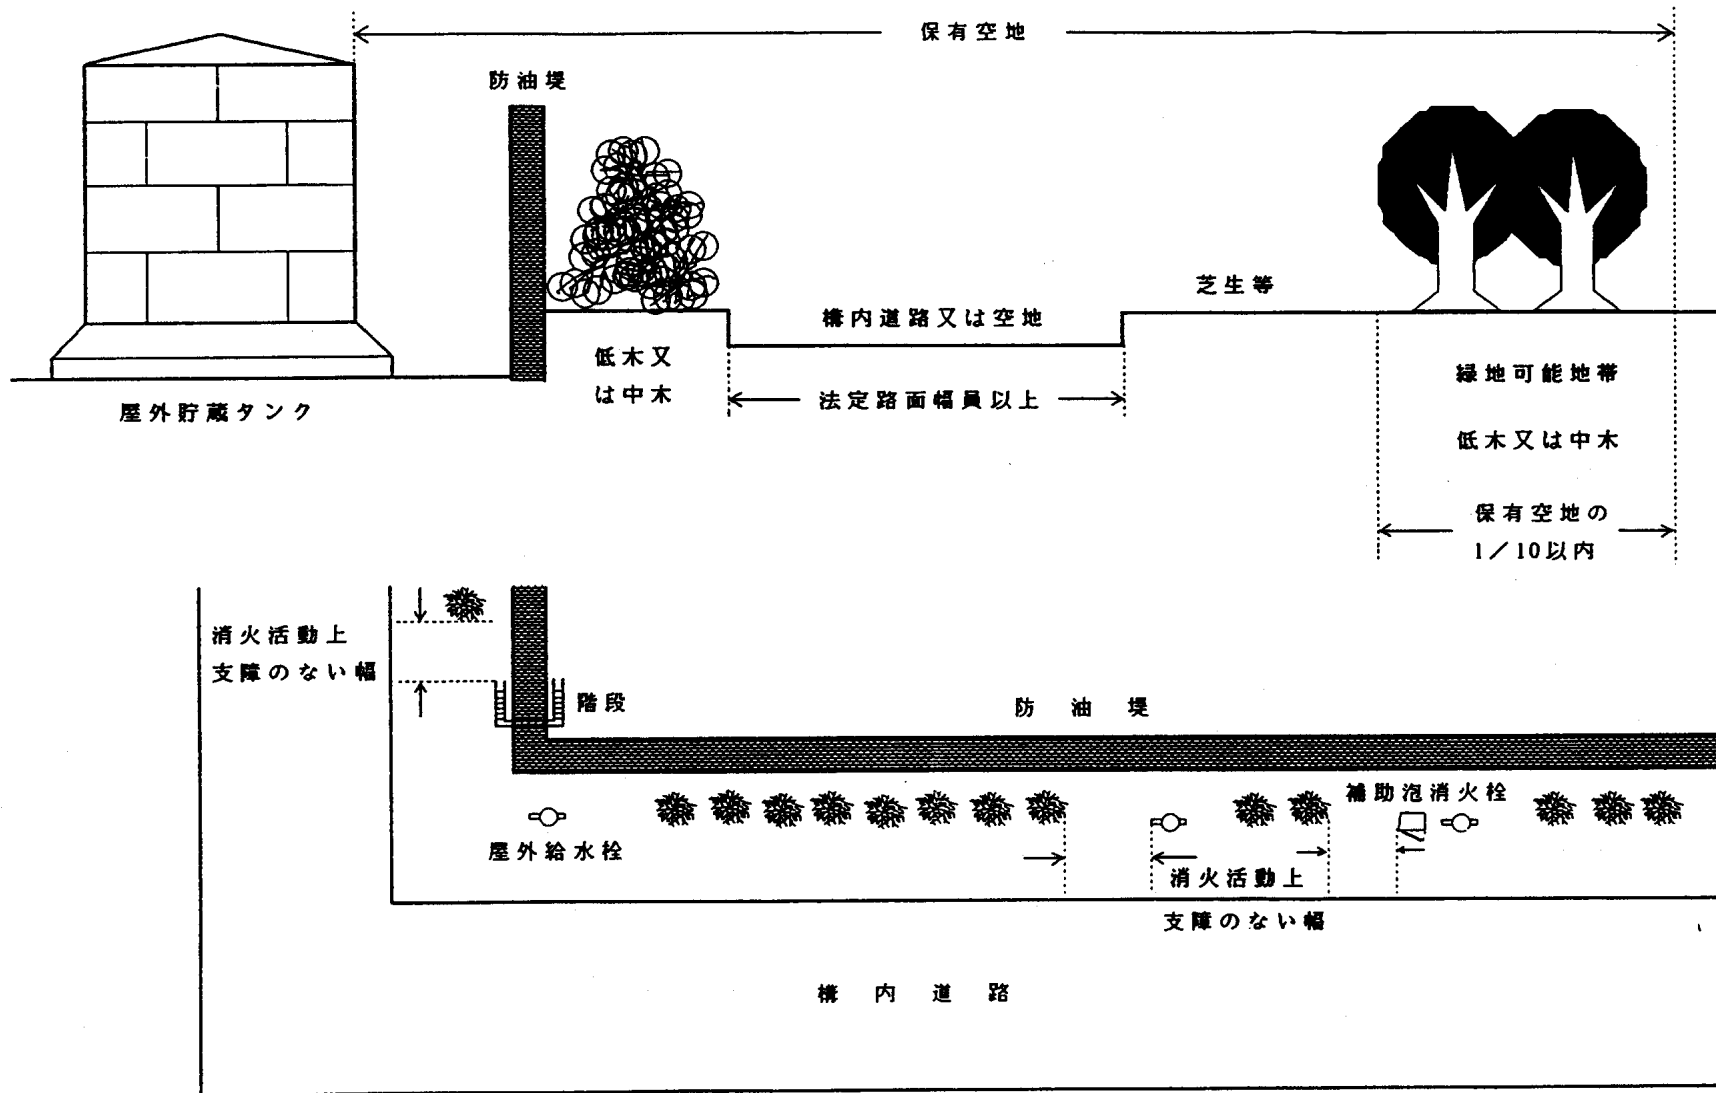 保有空地
防油堤
芝生等
構内道路又は空地
低木又
は中木
緑地可能地帯
法定路面幅員以上
屋外貯蔵タンク
低木又は中木
保有空地の
1／10以内
消火活動上
支障のない幅
階段
防油堤
補助泡消火栓
屋外給水栓
消火活動上
支障のない幅
構内道路